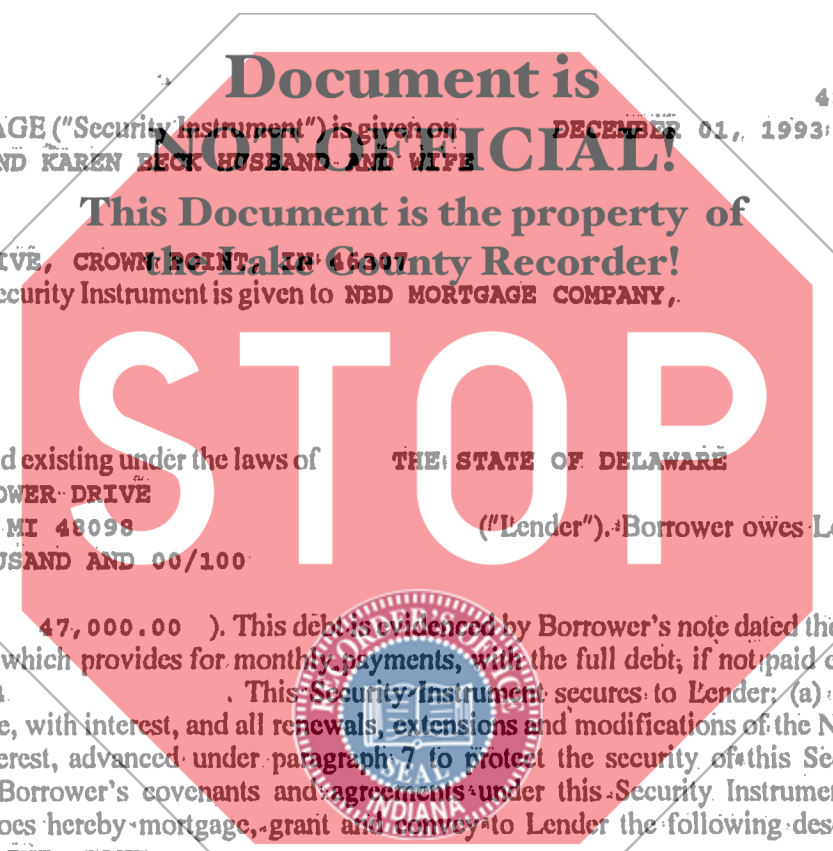 Document is
4
AGE ("Security Instrument") is given on DECEMBER 01, 1993
NOT OFFICIAL!
ND KAREN BECK HUSBAND AND WIFE
This Document is the property of
the Lake County Recorder!
IVE, CROWN POINT, IN 46307
ecurity Instrument is given to NBD MORTGAGE COMPANY,
STOP
d existing under the laws of THE STATE OF DELAWARE
OWER DRIVE
MI 48098 ("Lender"). Borrower owes Le
USAND AND 00/100
47,000.00 ). This debt is evidenced by Borrower's note dated the
which provides for monthly payments, with the full debt, if not paid e
. This Security Instrument secures to Lender: (a)
e, with interest, and all renewals, extensions and modifications of the N
erest, advanced under paragraph 7 to protect the security of this Sec
Borrower's covenants and agreements under this Security Instrumen
oes hereby mortgage, grant and convey to Lender the following des
RECORDER'S OFFICE
SEAL
INDIANA